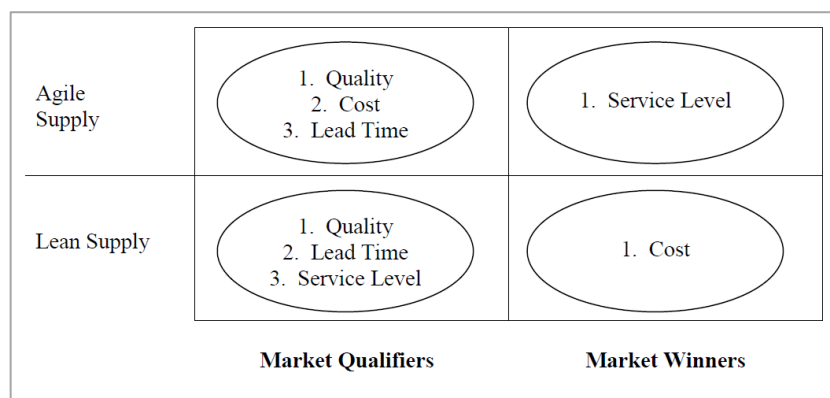 Agile
Supply
1. Quality
2. Cost
3. Lead Time
1. Service Level
Lean Supply
1. Quality
2. Lead Time
3. Service Level
1. Cost
Market Qualifiers
Market Winners